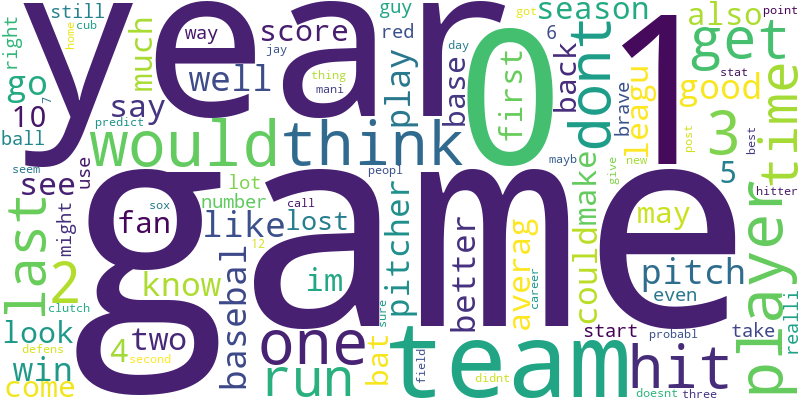 year
game
0
1
team
would
think
dont
get
player
time
last
one
hit
run
3
2
go
10
say
see
much
well
score
guy
red
play
base
back
first
season
also
good
leagu
brave
5
6
may
pitch
even
could
make
better
averag
career
pitcher
like
lost
im
know
fan
lot
number
call
12
sox
two
4
second
look
win
come
defens
clutch
might
use
seem
predict
ball
7
right
still
cub
home
way
jay
thing
mani
day
got
point
stat
post
best
hitter
mayb
give
new
peopl
basebal
bat
sure
field
didnt
start
probabl
take
realli
doesnt
three